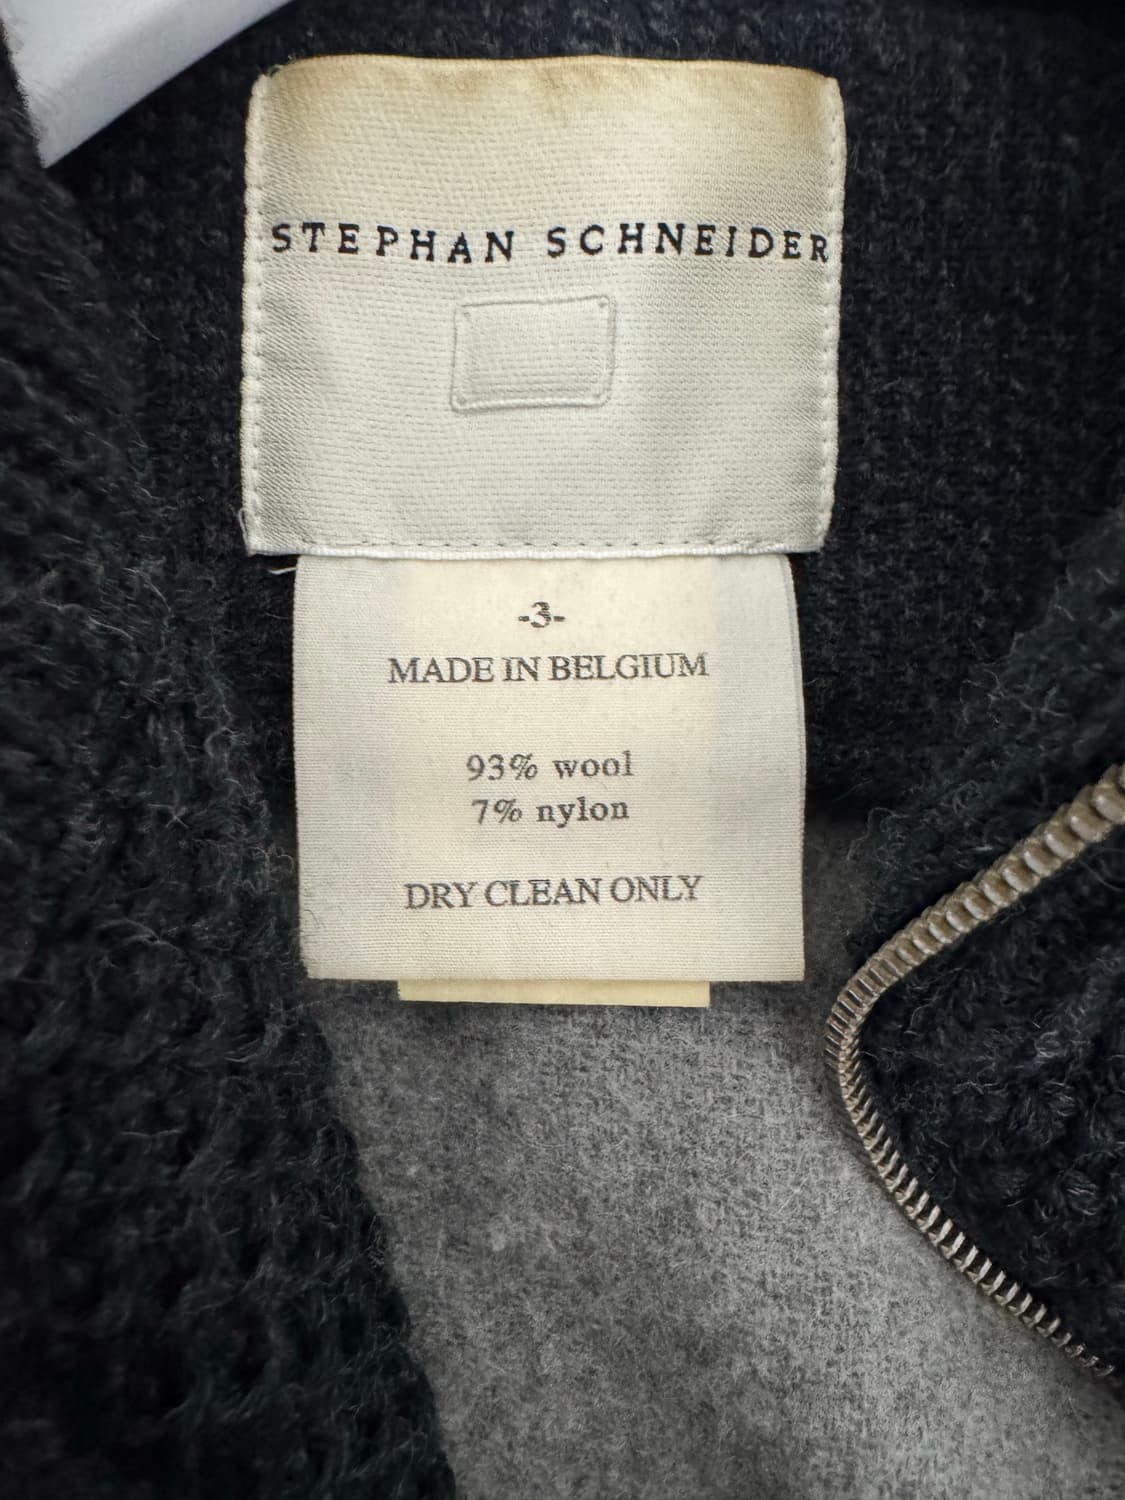 STEPHAN SCHNEIDER
-3-
MADE IN BELGIUM
93% wool
7% nylon
DRY CLEAN ONLY